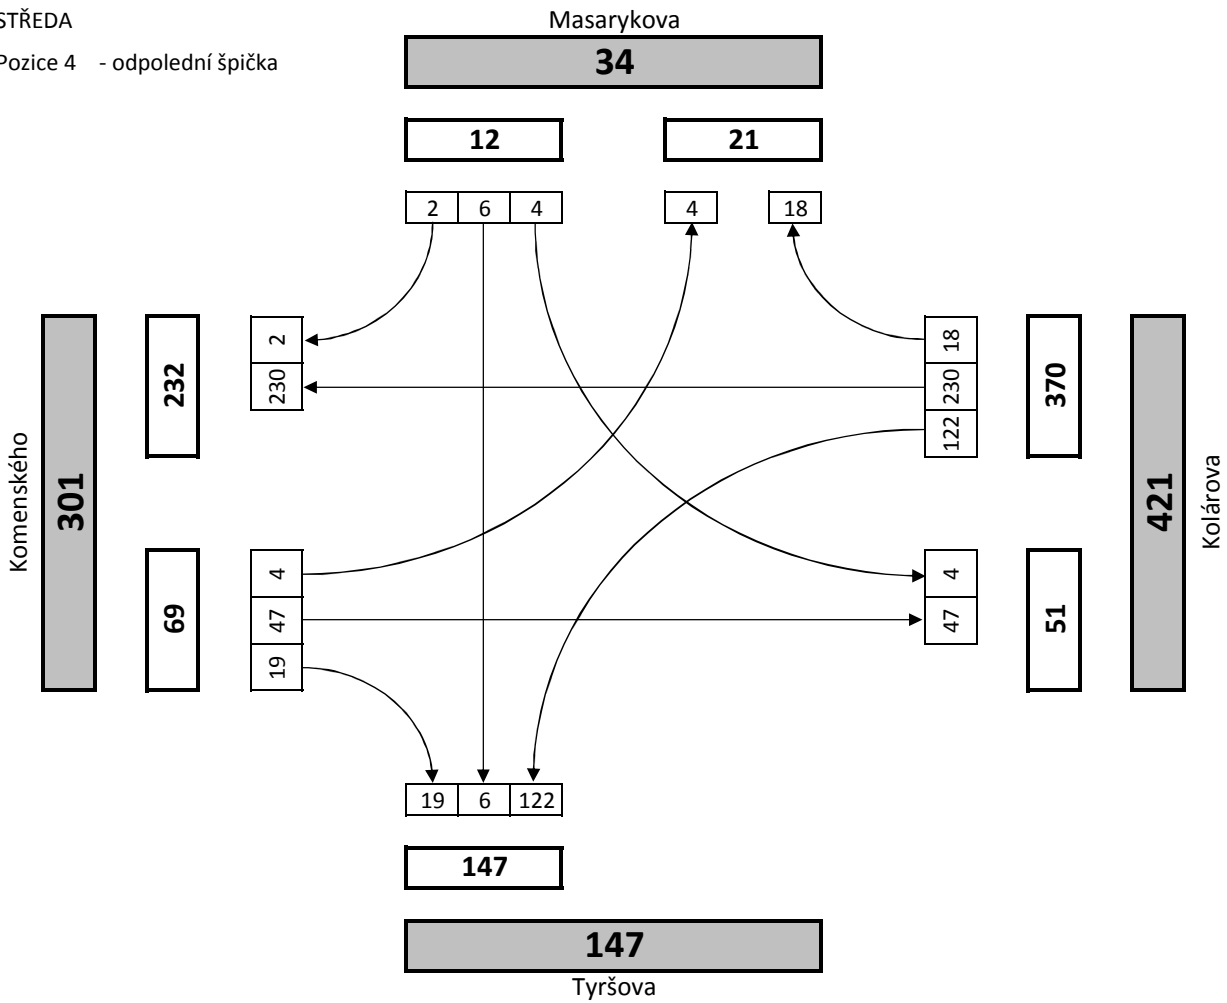 STŘEDA
Masarykova
Pozice 4 - odpolední špička
34
12 21
2 6 4 4 18
2
230
232
18
230
122
370
Komenského
301
421
Kolárova
4
47
19
69
4
47
51
19 6 122
147
147
Tyršova